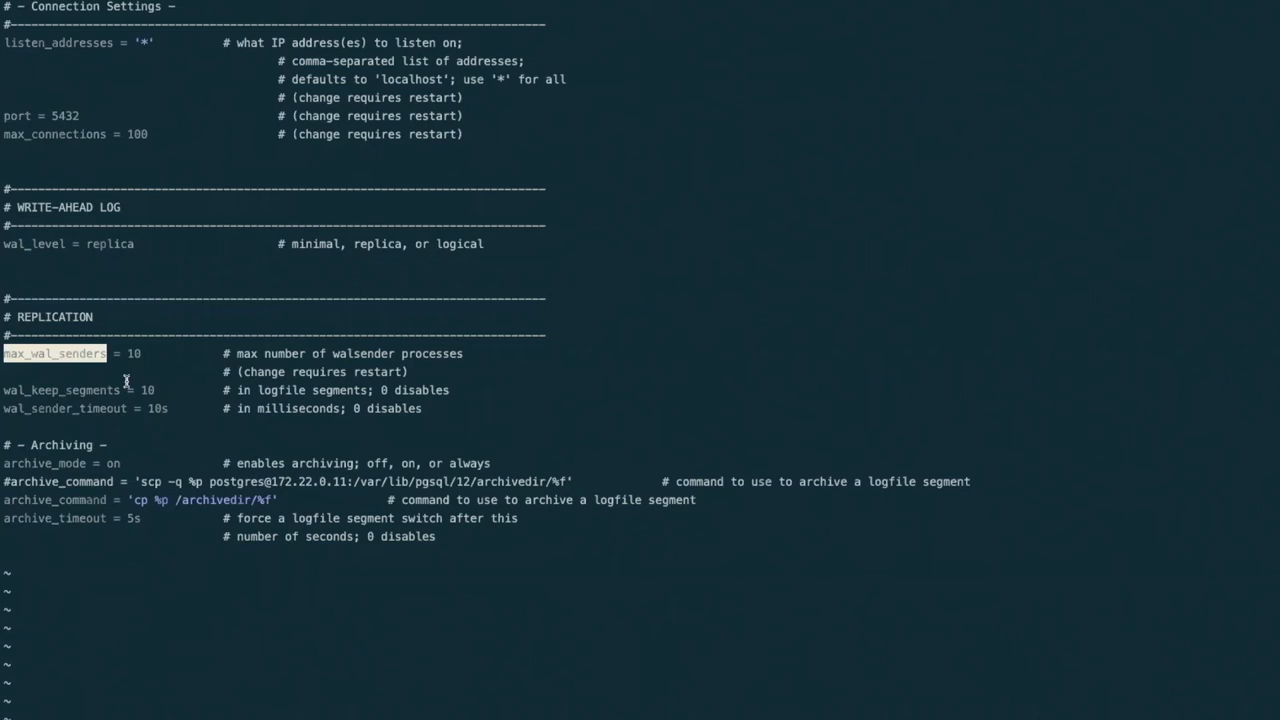 # - Connection Settings -
#------------------------------------------------------------------------------
listen_addresses = '*' # what IP address(es) to listen on;
# comma-separated list of addresses;
# defaults to 'localhost'; use '*' for all
# (change requires restart)
port = 5432 # (change requires restart)
max_connections = 100 # (change requires restart)
#------------------------------------------------------------------------------
# WRITE-AHEAD LOG
#------------------------------------------------------------------------------
wal_level = replica # minimal, replica, or logical
#------------------------------------------------------------------------------
# REPLICATION
#------------------------------------------------------------------------------
max_wal_senders = 10 # max number of walsender processes
# (change requires restart)
wal_keep_segments = 10 # in logfile segments; 0 disables
wal_sender_timeout = 10s # in milliseconds; 0 disables
# - Archiving -
archive_mode = on # enables archiving; off, on, or always
#archive_command = 'scp -q %p postgres@172.22.0.11:/var/lib/pgsql/12/archivedir/%f' # command to use to archive a logfile segment
archive_command = 'cp %p /archivedir/%f' # command to use to archive a logfile segment
archive_timeout = 5s # force a logfile segment switch after this
# number of seconds; 0 disables
~
~
~
~
~
~
~
~
~